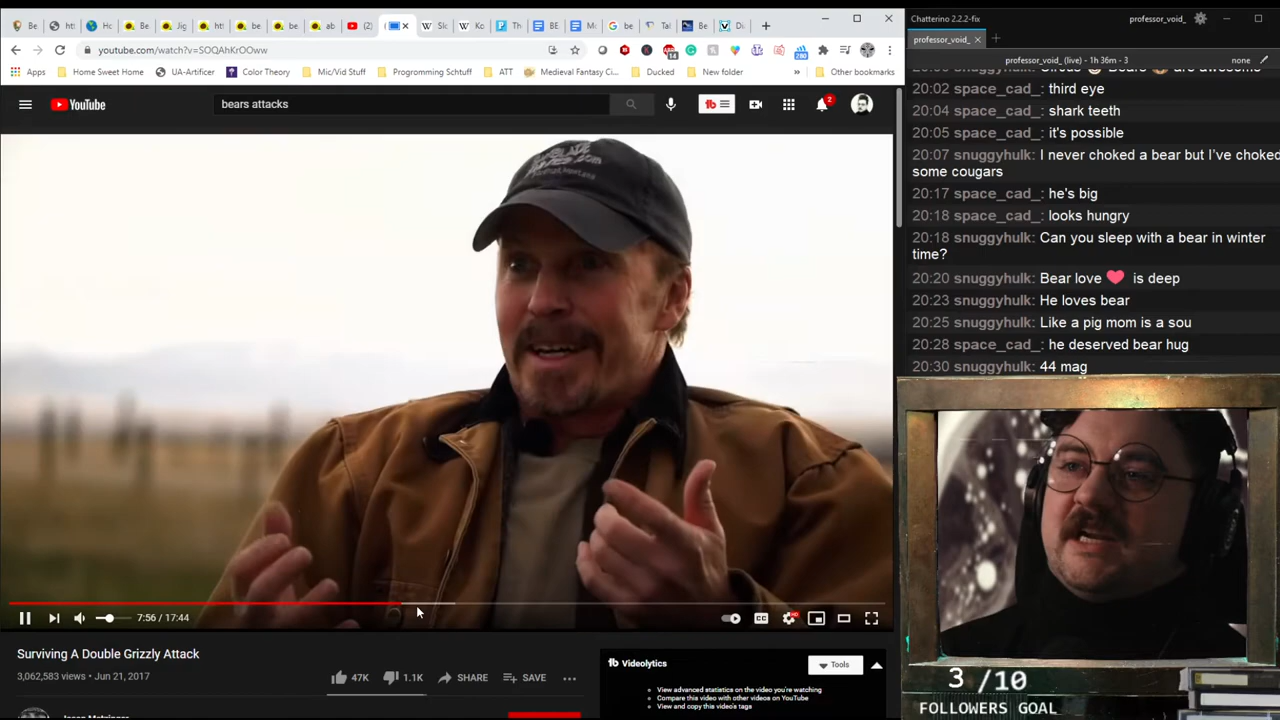 (2)
Chatterino 2.2.2-fix
professor_void_
youtube.com/watch?v=SOQAhKrOOww
professor_void_
professor_void_ (live) - 1h 36m - 3
none
Apps
Home Sweet Home
UA-Artificer
Color Theory
Mic/Vid Stuff
Programming Schtuff
ATT
Medieval Fantasy Ci...
Ducked
New folder
»
Other bookmarks
YouTube
bears attacks
2
20:02 space_cad_: third eye
20:04 space_cad_: shark teeth
20:05 space_cad_: it's possible
20:07 snuggyhulk: I never choked a bear but I've choked
some cougars
20:17 space_cad_: he's big
20:18 space_cad_: looks hungry
20:18 snuggyhulk: Can you sleep with a bear in winter
time?
20:20 snuggyhulk: Bear love ❤ is deep
20:23 snuggyhulk: He loves bear
20:25 snuggyhulk: Like a pig mom is a sou
20:28 space_cad_: he deserved bear hug
20:30 snuggyhulk: 44 mag
7:56 / 17:44
CC
HD
Surviving A Double Grizzly Attack
3,062,583 views • Jun 21, 2017
47K
1.1K
SHARE
SAVE
Videolytics
Tools
View advanced statistics on the video you're watching
Compare this video with other videos on YouTube
View and copy this video's tags
3 /10
FOLLOWERS GOAL